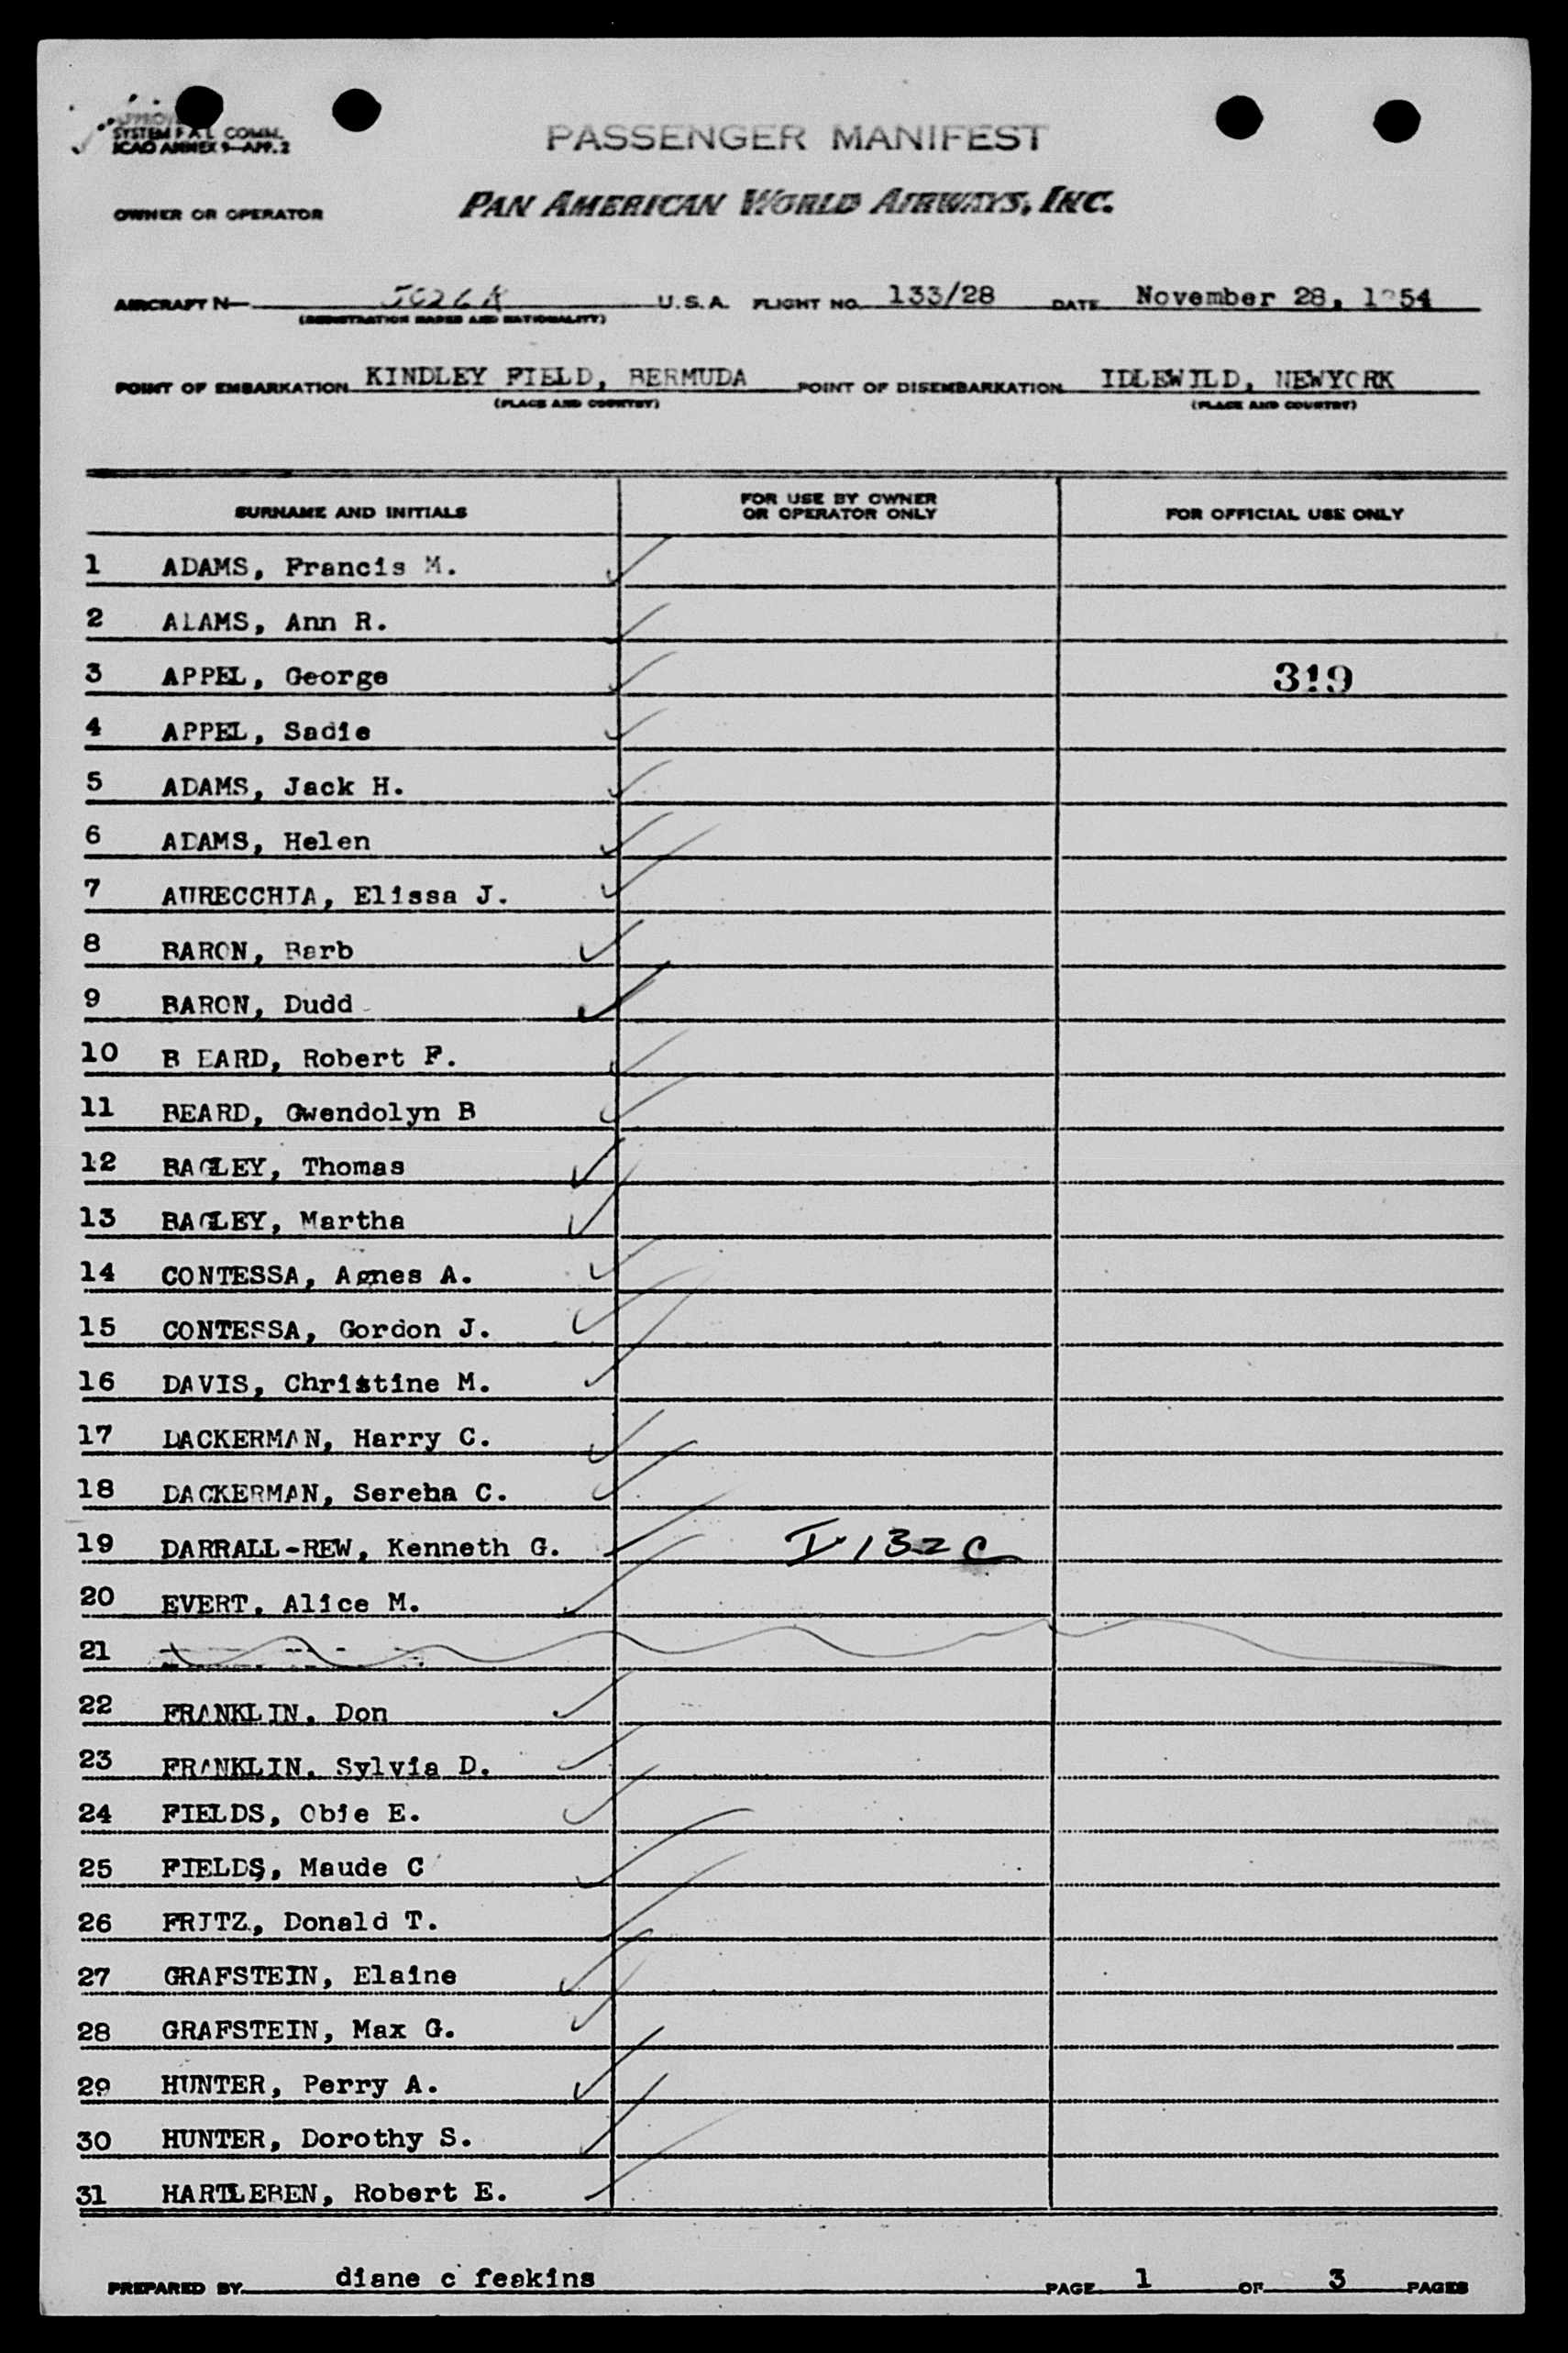 SYSTEM F A L COMM.
ICAO ANNEX 9—APP. 2
PASSENGER MANIFEST
OWNER OR OPERATOR PAN AMERICAN WORLD AIRWAYS, INC.
AIRCRAFT N— U.S.A. FLIGHT NO. 133/28 DATE November 28, 1954
(REGISTRATION MARKS AND NATIONALITY)
POINT OF EMBARKATION KINDLEY FIELD, BERMUDA POINT OF DISEMBARKATION IDLEWILD, NEWYORK
(PLACE AND COUNTRY) (PLACE AND COUNTRY)
SURNAME AND INITIALS FOR USE BY OWNER OR OPERATOR ONLY FOR OFFICIAL USE ONLY
1 ADAMS, Francis M.
2 ADAMS, Ann R.
3 APPEL, George 319
4 APPEL, Sadie
5 ADAMS, Jack H.
6 ADAMS, Helen
7 AURECCHIA, Elissa J.
8 BARON, Barb
9 BARON, Dudd
10 B EARD, Robert F.
11 BEARD, Gwendolyn B
12 BAGLEY, Thomas
13 BAGLEY, Martha
14 CONTESSA, Agnes A.
15 CONTESSA, Gordon J.
16 DAVIS, Christine M.
17 DACKERMAN, Harry C.
18 DACKERMAN, Sereha C.
19 DARRALL-REW, Kenneth G. I 132 C
20 EVERT, Alice M.
21
22 FRANKLIN, Don
23 FRANKLIN, Sylvia D.
24 FIELDS, Obie E.
25 FIELDS, Maude C
26 FRITZ, Donald T.
27 GRAFSTEIN, Elaine
28 GRAFSTEIN, Max G.
29 HUNTER, Perry A.
30 HUNTER, Dorothy S.
31 HARTLEBEN, Robert E.
PREPARED BY diane c feakins PAGE 1 OF 3 PAGES